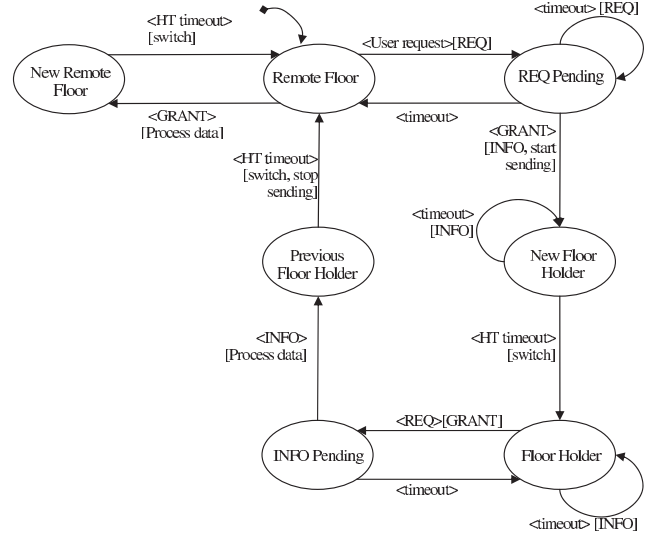 <timeout> [REQ]
<HT timeout>
[switch]
<User request>[REQ]
New Remote
Floor
Remote Floor
REQ Pending
<GRANT>
[Process data]
<timeout>
<GRANT>
[INFO, start
sending]
<HT timeout>
[switch, stop
sending]
<timeout>
[INFO]
Previous
Floor Holder
New Floor
Holder
<INFO>
[Process data]
<HT timeout>
[switch]
<REQ>[GRANT]
INFO Pending
Floor Holder
<timeout>
<timeout> [INFO]